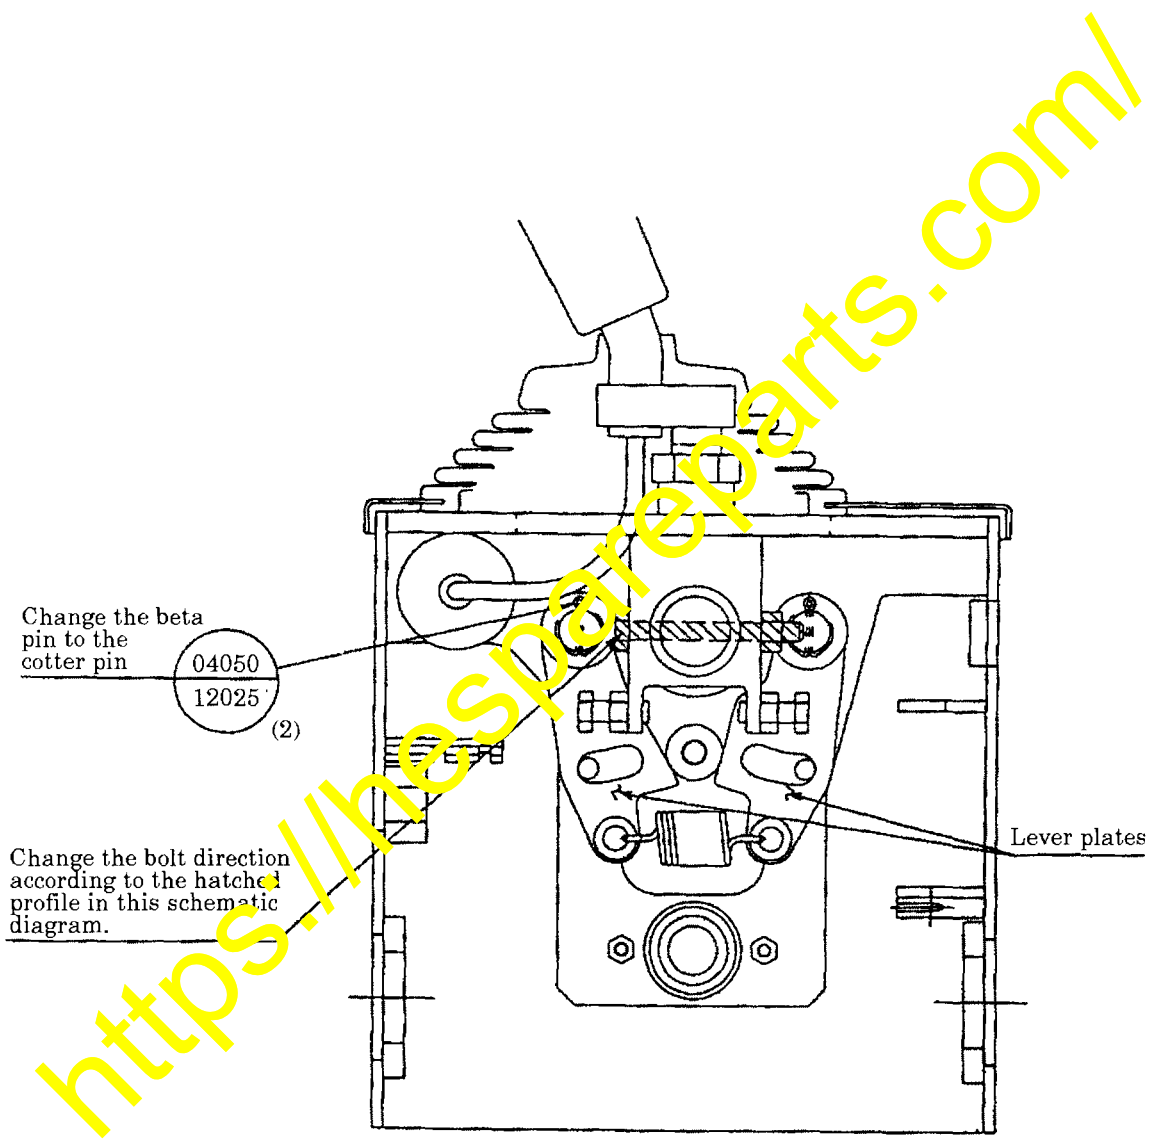 https://hespareparts.com/
Change the beta
pin to the
cotter pin
04050
12025
(2)
Change the bolt direction
according to the hatched
profile in this schematic
diagram.
Lever plates